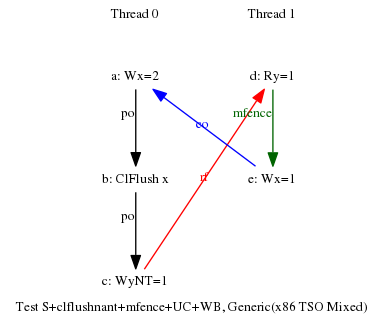 Thread 0 Thread 1
a: Wx=2 d: Ry=1
po mfence
co
b: ClFlush x e: Wx=1
rf
po
c: WyNT=1
Test S+clflushnant+mfence+UC+WB, Generic(x86 TSO Mixed)